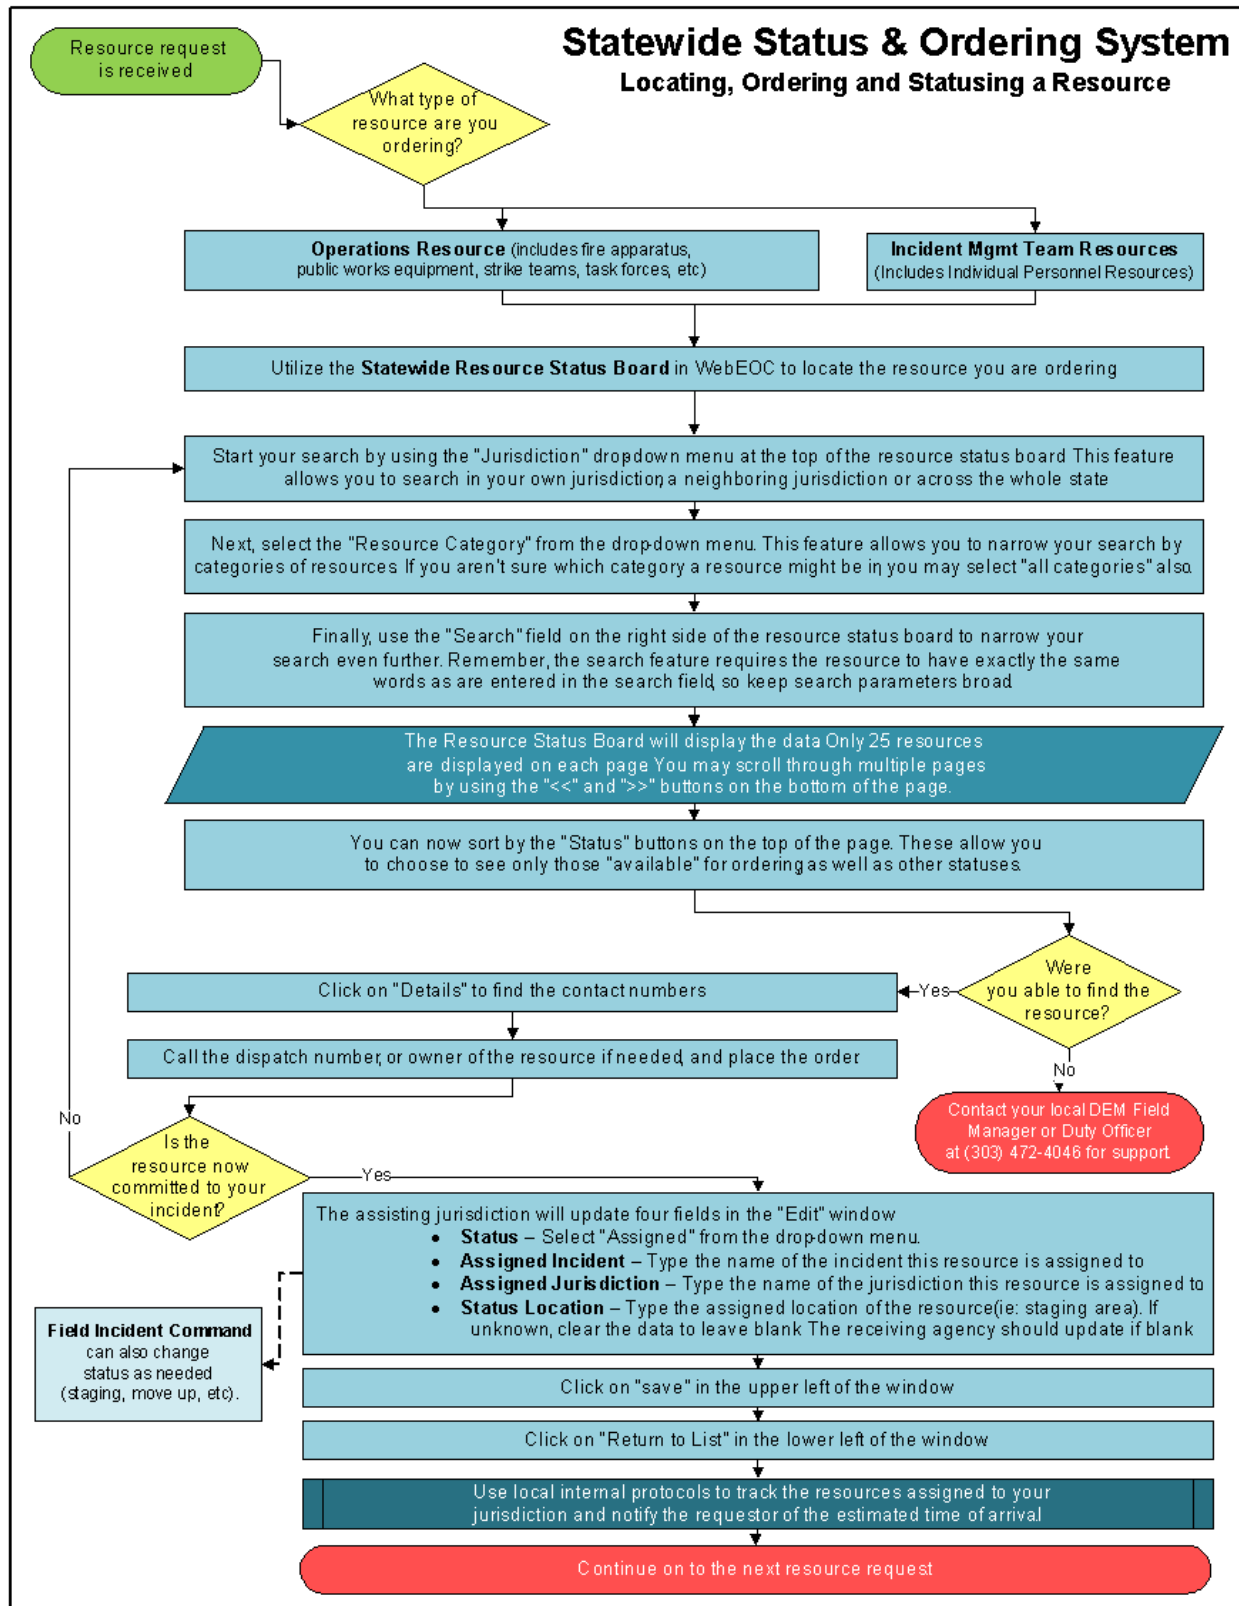 Statewide Status & Ordering System
Locating, Ordering and Statusing a Resource
Resource request
is received
What type of
resource are you
ordering?
Operations Resource (includes fire apparatus,
public works equipment, strike teams, task forces, etc)
Incident Mgmt Team Resources
(Includes Individual Personnel Resources)
Utilize the Statewide Resource Status Board in WebEOC to locate the resource you are ordering
Start your search by using the "Jurisdiction" dropdown menu at the top of the resource status board This feature
allows you to search in your own jurisdiction, a neighboring jurisdiction or across the whole state
Next, select the "Resource Category" from the drop-down menu. This feature allows you to narrow your search by
categories of resources. If you aren't sure which category a resource might be in, you may select "all categories" also.
Finally, use the "Search" field on the right side of the resource status board to narrow your
search even further. Remember, the search feature requires the resource to have exactly the same
words as are entered in the search field, so keep search parameters broad.
The Resource Status Board will display the data. Only 25 resources
are displayed on each page. You may scroll through multiple pages
by using the "<<" and ">>" buttons on the bottom of the page.
You can now sort by the "Status" buttons on the top of the page. These allow you
to choose to see only those "available" for ordering, as well as other statuses.
Were
you able to find the
resource?
Yes
No
Click on "Details" to find the contact numbers
Call the dispatch number, or owner of the resource if needed, and place the order.
Contact your local DEM Field
Manager or Duty Officer
at (303) 472-4046 for support
No
Is the
resource now
committed to your
incident?
Yes
The assisting jurisdiction will update four fields in the "Edit" window
• Status – Select "Assigned" from the drop-down menu.
• Assigned Incident – Type the name of the incident this resource is assigned to
• Assigned Jurisdiction – Type the name of the jurisdiction this resource is assigned to
• Status Location – Type the assigned location of the resource(ie: staging area). If
unknown, clear the data to leave blank. The receiving agency should update if blank
Field Incident Command
can also change
status as needed
(staging, move up, etc).
Click on "save" in the upper left of the window
Click on "Return to List" in the lower left of the window
Use local internal protocols to track the resources assigned to your
jurisdiction and notify the requestor of the estimated time of arrival.
Continue on to the next resource request